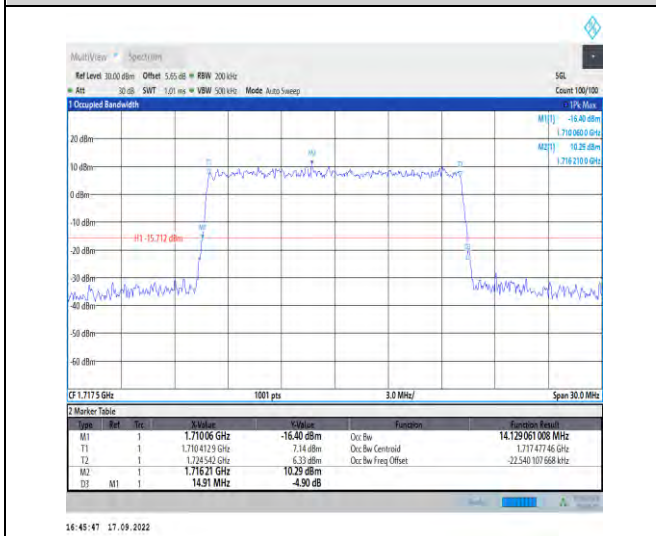 MultiView Spectrum
Ref Level 30.00 dBm Offset 5.65 dB RBW 200 kHz SGL
Att 30 dB SWT 1.01 ms VBW 500 kHz Mode Auto Sweep Count 100/100
1 Occupied Bandwidth 1Pk Max
M1[1] -16.40 dBm
1.7100600 GHz
M2[1] 10.29 dBm
1.7162100 GHz
20 dBm
10 dBm
0 dBm
-10 dBm
H1 -15.712 dBm
-20 dBm
-30 dBm
-40 dBm
-50 dBm
-60 dBm
T1
M2
M1
CF 1.7175 GHz 1001 pts 3.0 MHz/ Span 30.0 MHz
2 Marker Table
Type Ref Trc X-Value Y-Value Function Function Result
M1 1 1.71006 GHz -16.40 dBm Occ Bw 14.129061008 MHz
T1 1 1.7104129 GHz 7.14 dBm Occ Bw Centroid 1.71747746 GHz
T2 1 1.724542 GHz 6.33 dBm Occ Bw Freq Offset -22.540107668 kHz
M2 1 1.71621 GHz 10.29 dBm
D3 M1 1 14.91 MHz -4.90 dB
16:45:47 17.09.2022